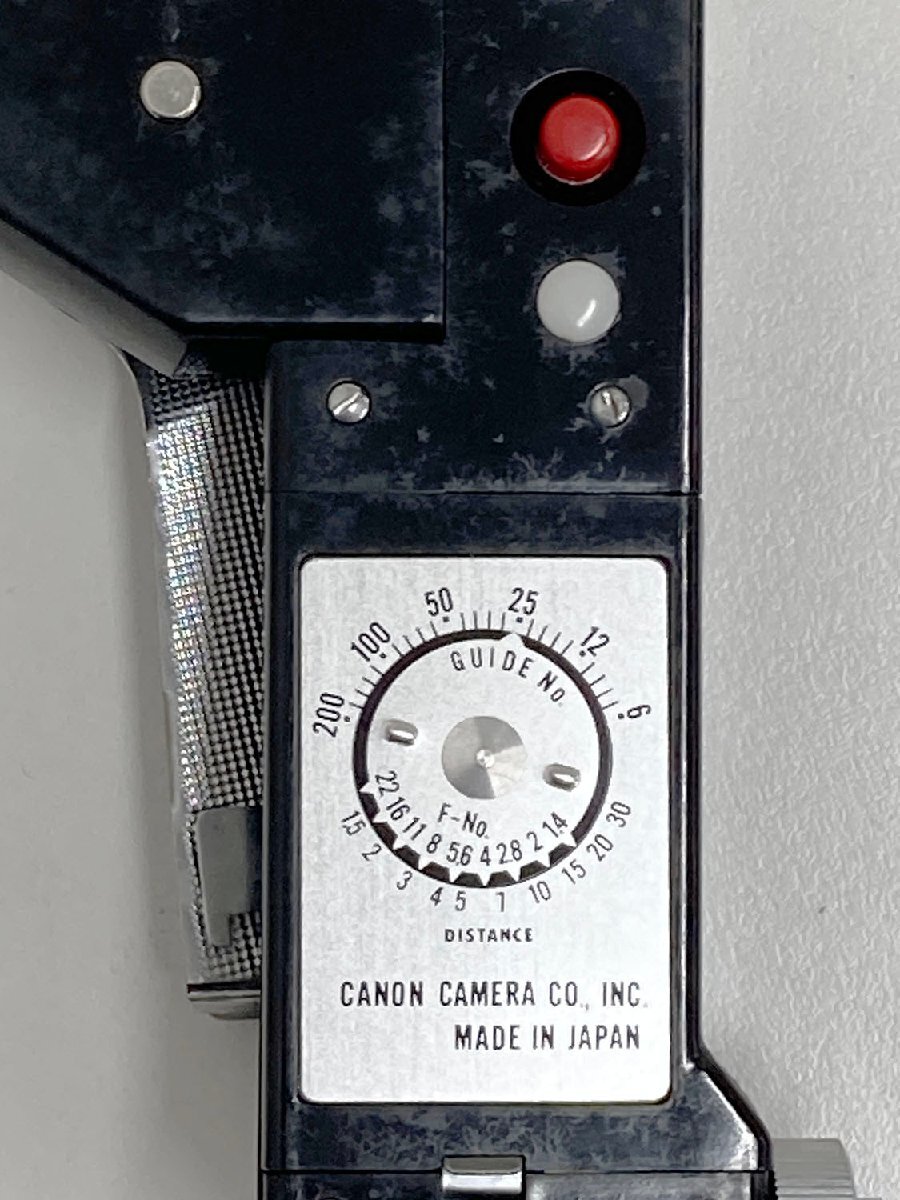 200 100 50 25 12 6
GUIDE No.
F-No.
22 16 11 8 5.6 4 2.8 2 1.4
1.5 2 3 4 5 7 10 15 20 30
DISTANCE
CANON CAMERA CO., INC.
MADE IN JAPAN